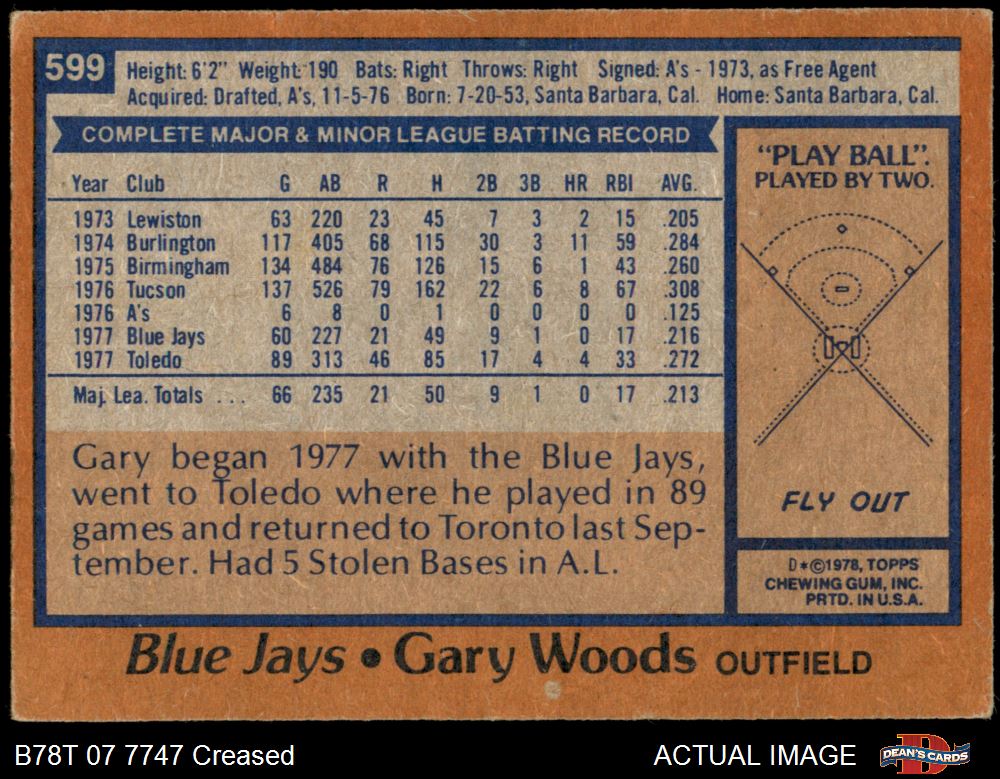 599
Height: 6'2" Weight: 190 Bats: Right Throws: Right Signed: A's - 1973, as Free Agent
Acquired: Drafted, A's, 11-5-76 Born: 7-20-53, Santa Barbara, Cal. Home: Santa Barbara, Cal.
COMPLETE MAJOR & MINOR LEAGUE BATTING RECORD
Year Club G AB R H 2B 3B HR RBI AVG.
1973 Lewiston 63 220 23 45 7 3 2 15 .205
1974 Burlington 117 405 68 115 30 3 11 59 .284
1975 Birmingham 134 484 76 126 15 6 1 43 .260
1976 Tucson 137 526 79 162 22 6 8 67 .308
1976 A's 6 8 0 1 0 0 0 0 .125
1977 Blue Jays 60 227 21 49 9 1 0 17 .216
1977 Toledo 89 313 46 85 17 4 4 33 .272
Maj. Lea. Totals ... 66 235 21 50 9 1 0 17 .213
Gary began 1977 with the Blue Jays,
went to Toledo where he played in 89
games and returned to Toronto last Sep-
tember. Had 5 Stolen Bases in A.L.
"PLAY BALL".
PLAYED BY TWO.
FLY OUT
D*©1978, TOPPS
CHEWING GUM, INC.
PRTD. IN U.S.A.
Blue Jays • Gary Woods OUTFIELD
B78T 07 7747 Creased
ACTUAL IMAGE
D
DEAN'S CARDS